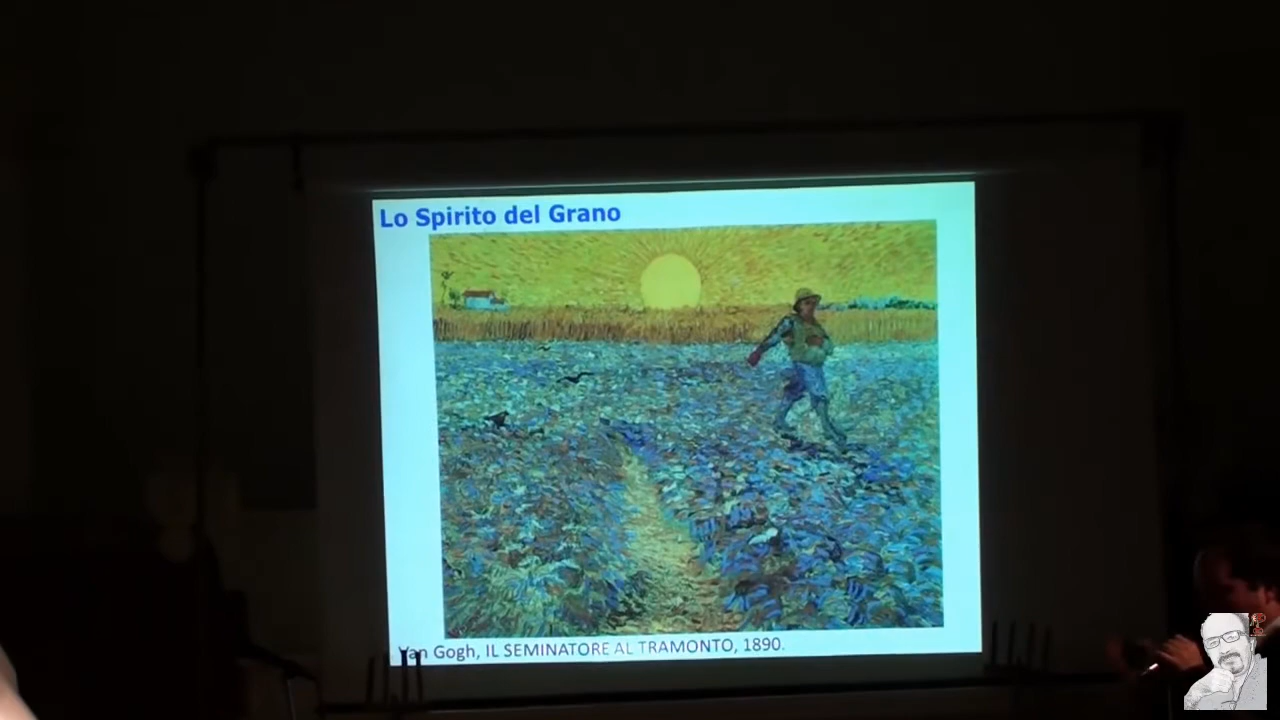 Lo Spirito del Grano
Van Gogh, IL SEMINATORE AL TRAMONTO, 1890.